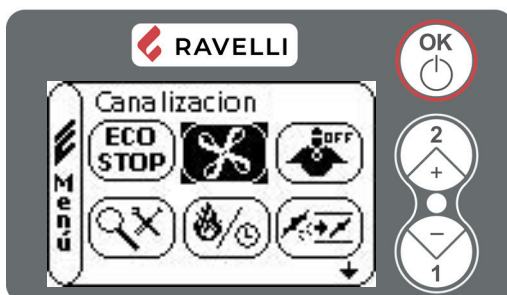 RAVELLI
OK
Canalizacion
ECO
STOP
OFF
Menú
2
+
−
1